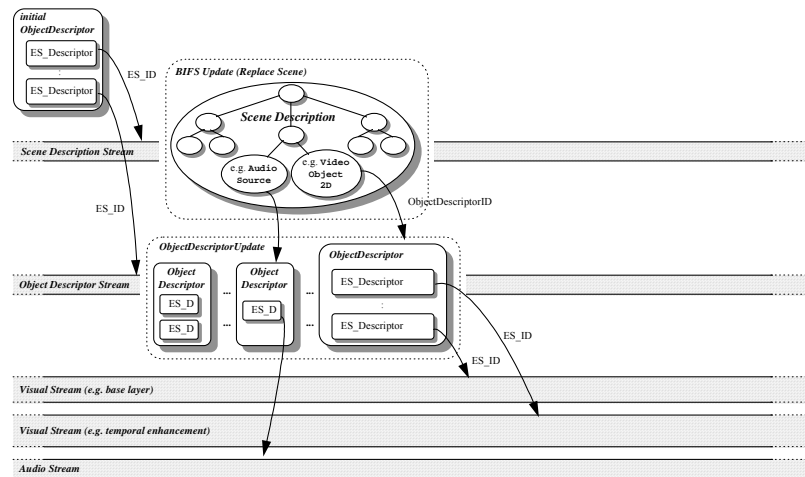 initial
ObjectDescriptor
ES_Descriptor
:
ES_Descriptor
ES_ID
ES_ID
BIFS Update (Replace Scene)
Scene Description
e.g. Audio
Source
e.g. Video
Object
2D
Scene Description Stream
ObjectDescriptorID
ObjectDescriptorUpdate
Object
Descriptor
ES_D
ES_D
...
...
Object
Descriptor
ES_D
...
...
ObjectDescriptor
ES_Descriptor
:
ES_Descriptor
Object Descriptor Stream
ES_ID
ES_ID
Visual Stream (e.g. base layer)
Visual Stream (e.g. temporal enhancement)
Audio Stream